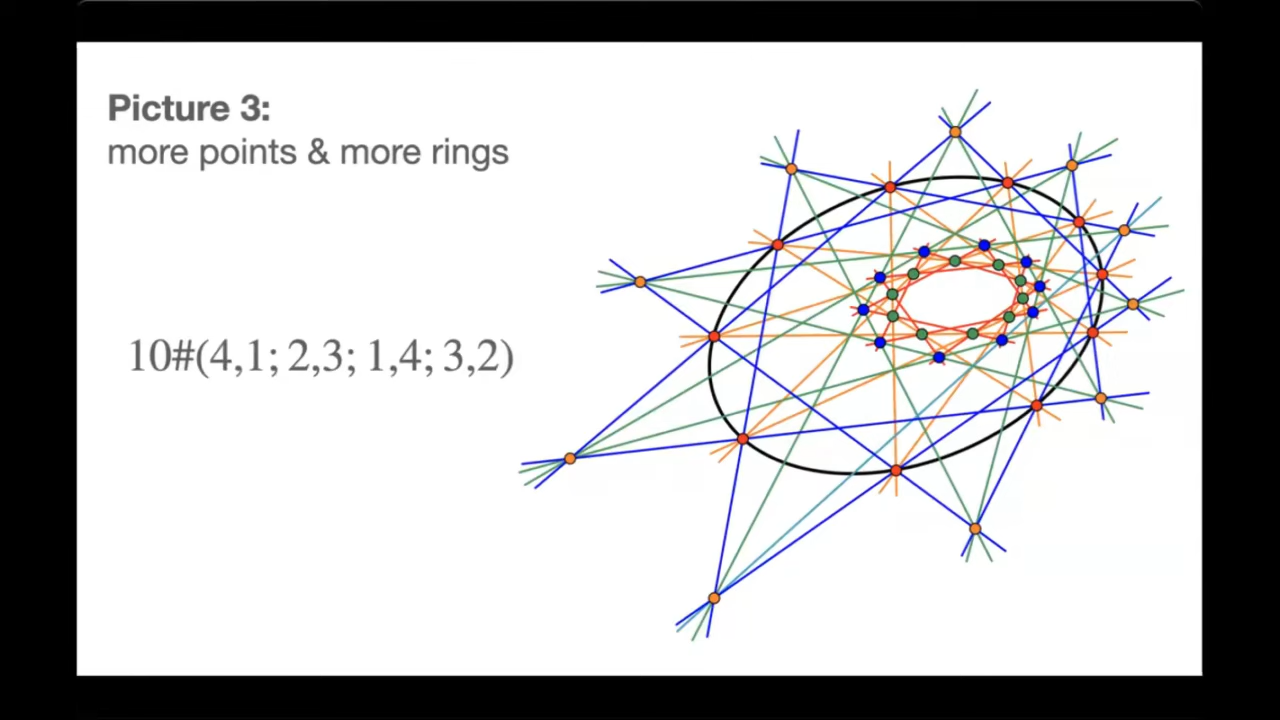 Picture 3:
more points & more rings
10#(4,1; 2,3; 1,4; 3,2)